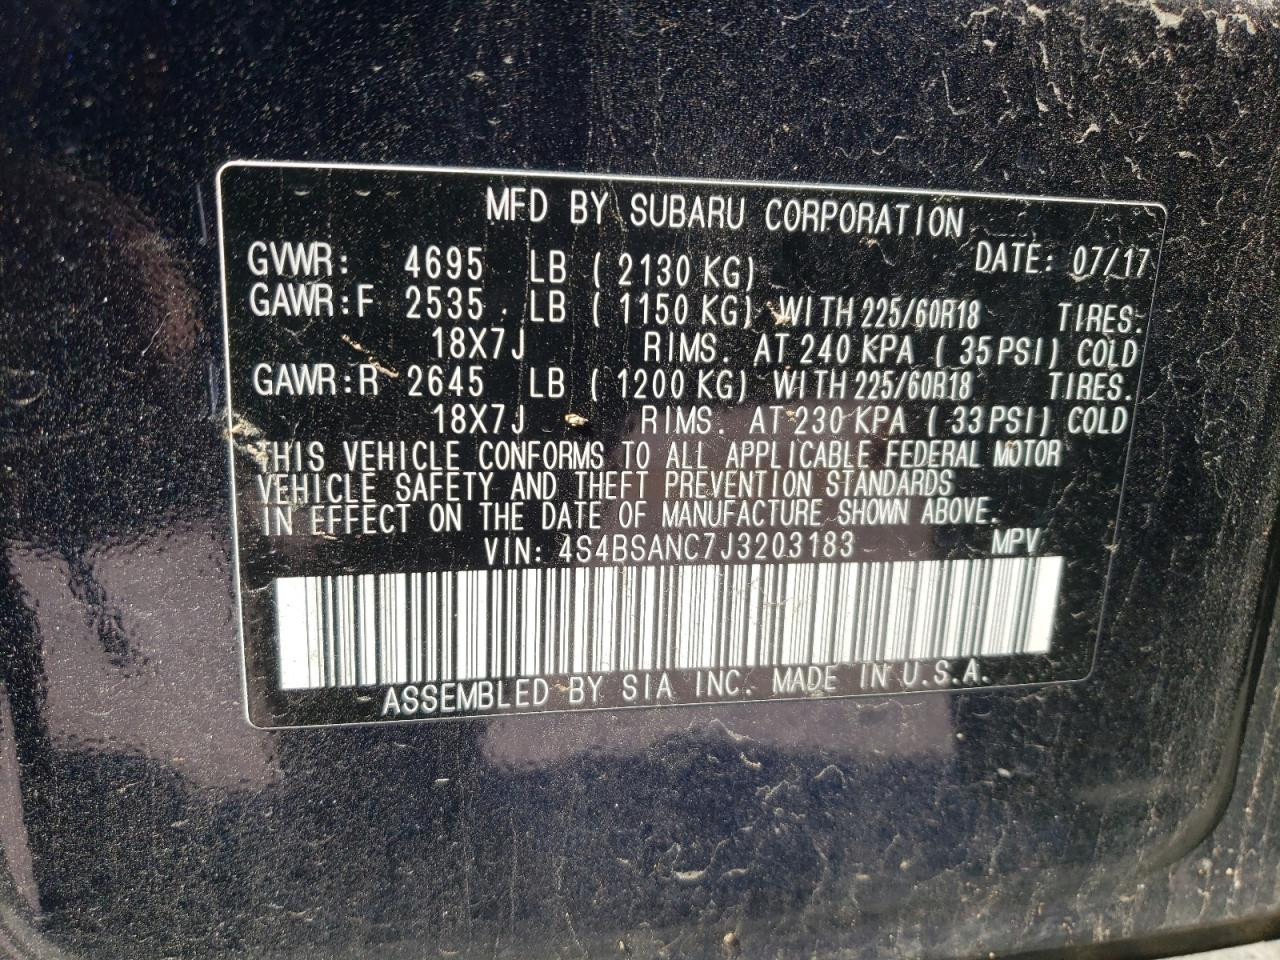 MFD BY SUBARU CORPORATION
GVWR: 4695 LB ( 2130 KG) DATE: 07/17
GAWR:F 2535 LB ( 1150 KG) WITH 225/60R18 TIRES.
18X7J RIMS. AT 240 KPA ( 35 PSI) COLD
GAWR:R 2645 LB ( 1200 KG) WITH 225/60R18 TIRES.
18X7J RIMS. AT 230 KPA ( 33 PSI) COLD
THIS VEHICLE CONFORMS TO ALL APPLICABLE FEDERAL MOTOR
VEHICLE SAFETY AND THEFT PREVENTION STANDARDS
IN EFFECT ON THE DATE OF MANUFACTURE SHOWN ABOVE.
VIN: 4S4BSANC7J3203183 MPV
ASSEMBLED BY SIA INC. MADE IN U.S.A.